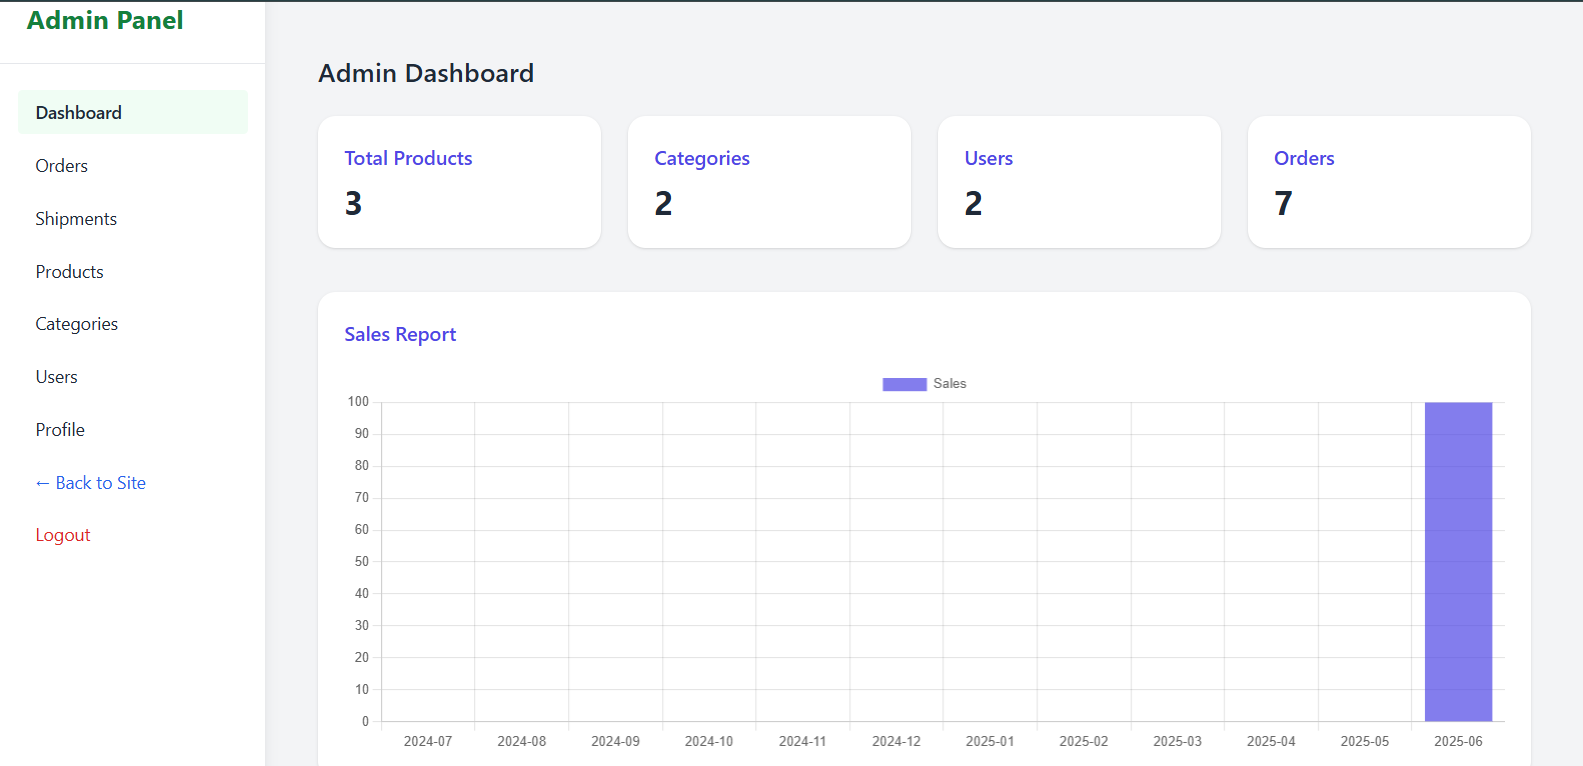 Admin Panel
Dashboard
Orders
Shipments
Products
Categories
Users
Profile
← Back to Site
Logout
Admin Dashboard
Total Products
3
Categories
2
Users
2
Orders
7
Sales Report
Sales
100
90
80
70
60
50
40
30
20
10
0
2024-07 2024-08 2024-09 2024-10 2024-11 2024-12 2025-01 2025-02 2025-03 2025-04 2025-05 2025-06